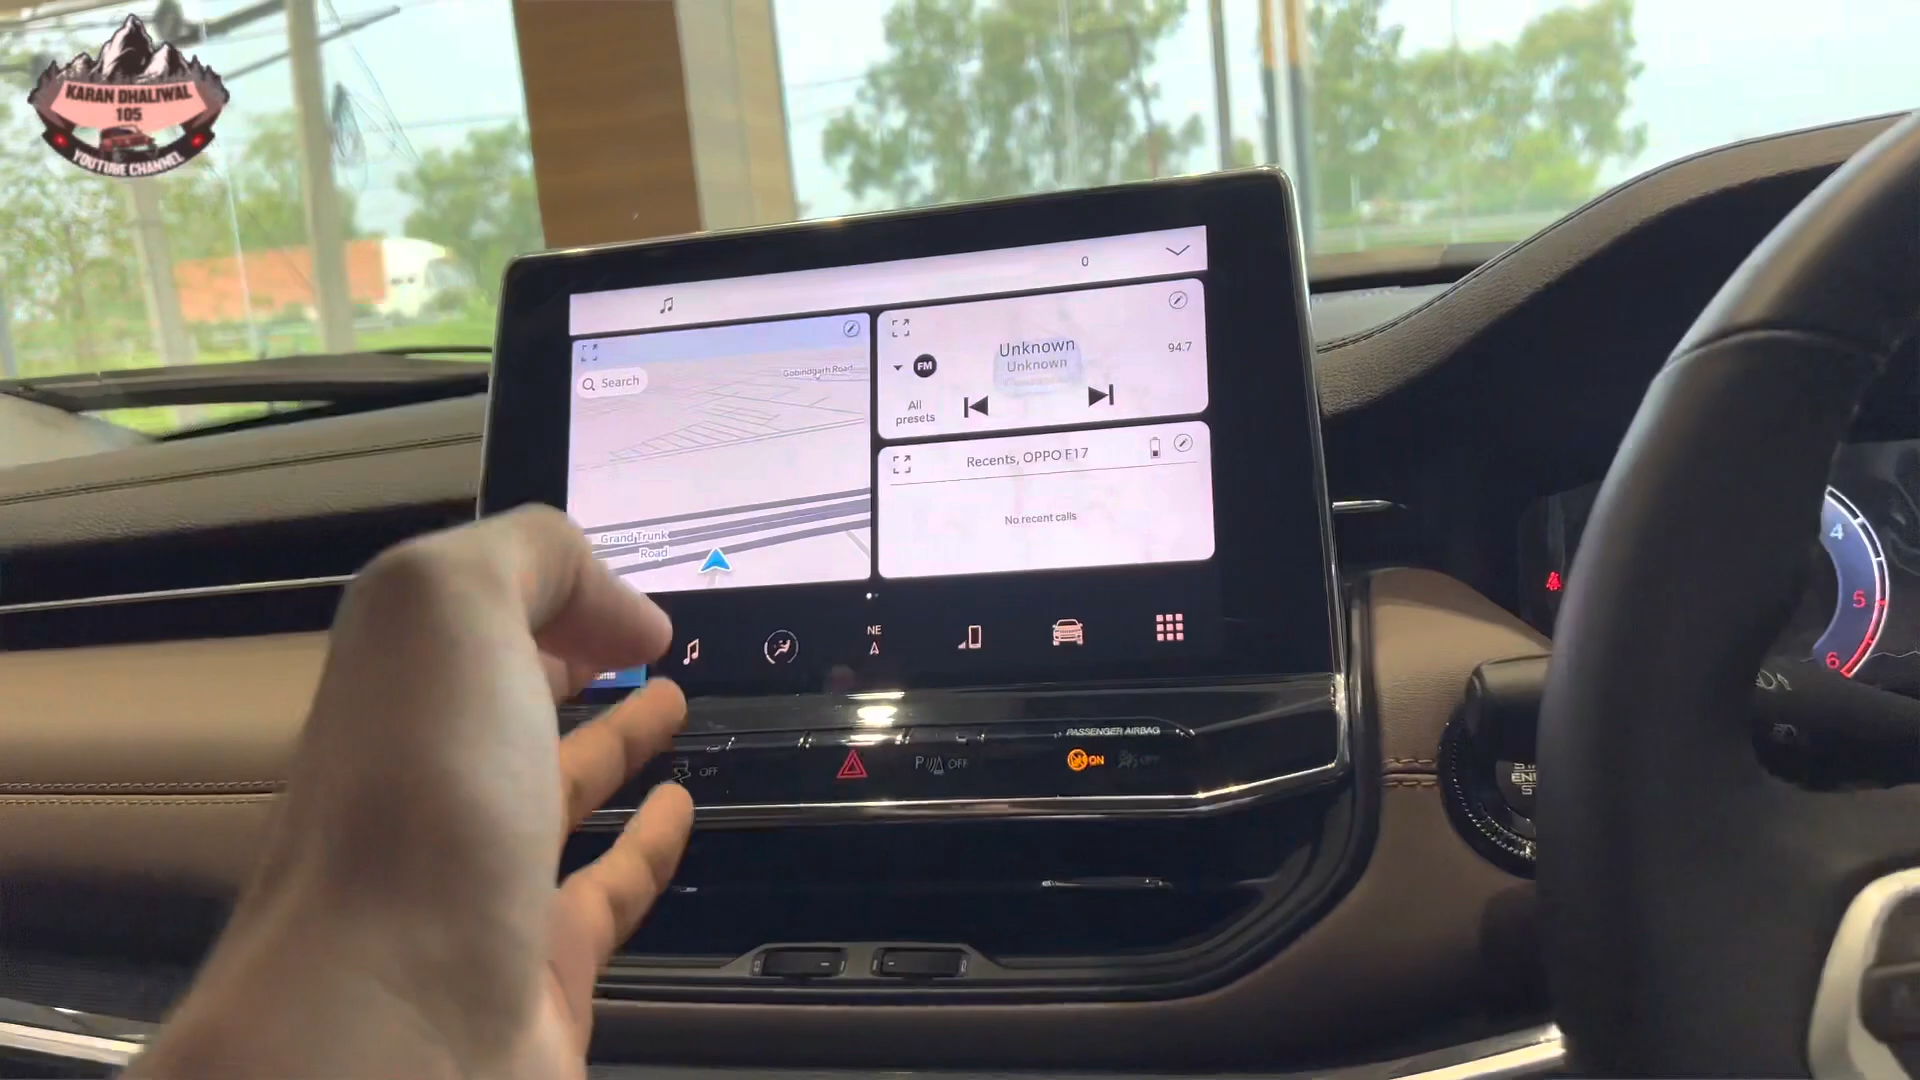 KARAN DHALIWAL
105
YOUTUBE CHANNEL
0
Search
Gobindgarh Road
Grand Trunk
Road
FM
Unknown
Unknown
94.7
All
presets
Recents, OPPO F17
No recent calls
NE
OFF
P OFF
PASSENGER AIRBAG
ON
OFF
4
5
6